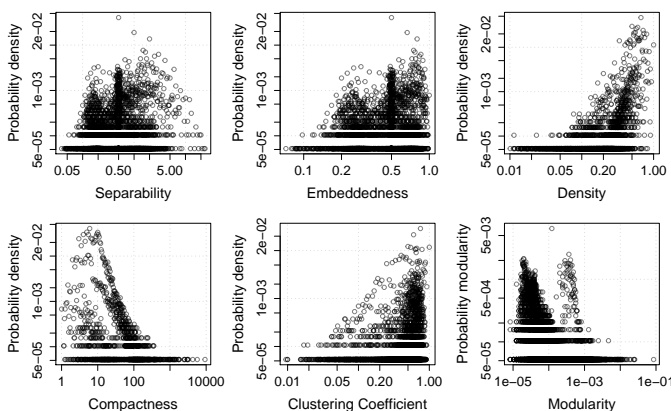 Probability density
5e−05 1e−03 2e−02
0.05 0.50 5.00
Separability
Probability density
5e−05 1e−03 2e−02
0.1 0.2 0.5 1.0
Embeddedness
Probability density
5e−05 1e−03 2e−02
0.01 0.05 0.20 1.00
Density
Probability density
5e−05 1e−03 2e−02
1 10 100 10000
Compactness
Probability density
5e−05 1e−03 2e−02
0.01 0.05 0.20 1.00
Clustering Coefficient
Probability modularity
5e−05 5e−04 5e−03
1e−05 1e−03 1e−01
Modularity